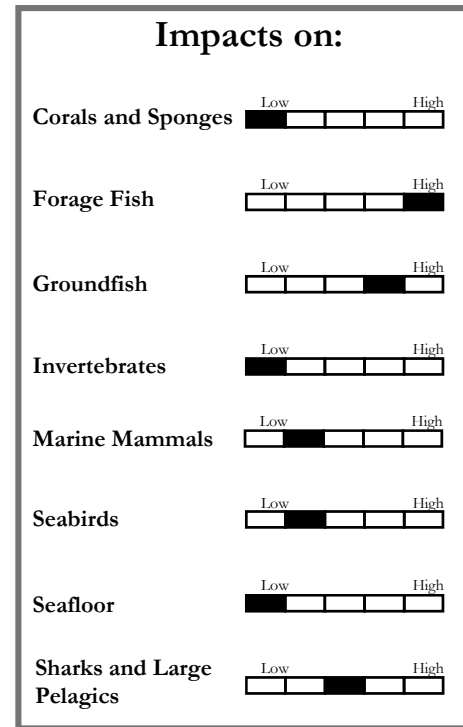 Impacts on:
Low High
Corals and Sponges
Low High
Forage Fish
Low High
Groundfish
Low High
Invertebrates
Low High
Marine Mammals
Low High
Seabirds
Low High
Seafloor
Low High
Sharks and Large
Pelagics